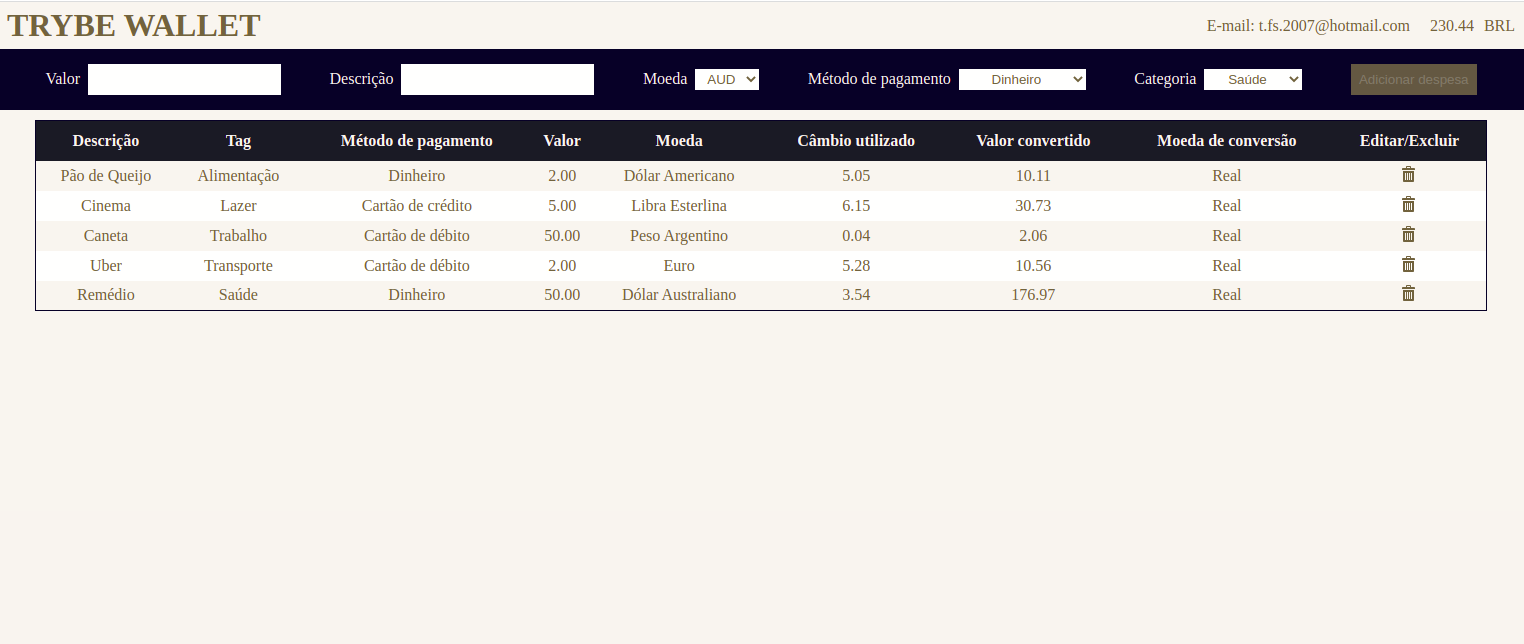 TRYBE WALLET E-mail: t.fs.2007@hotmail.com 230.44 BRL
Valor Descrição Moeda AUD Método de pagamento Dinheiro Categoria Saúde Adicionar despesa
Descrição Tag Método de pagamento Valor Moeda Câmbio utilizado Valor convertido Moeda de conversão Editar/Excluir
Pão de Queijo Alimentação Dinheiro 2.00 Dólar Americano 5.05 10.11 Real
Cinema Lazer Cartão de crédito 5.00 Libra Esterlina 6.15 30.73 Real
Caneta Trabalho Cartão de débito 50.00 Peso Argentino 0.04 2.06 Real
Uber Transporte Cartão de débito 2.00 Euro 5.28 10.56 Real
Remédio Saúde Dinheiro 50.00 Dólar Australiano 3.54 176.97 Real